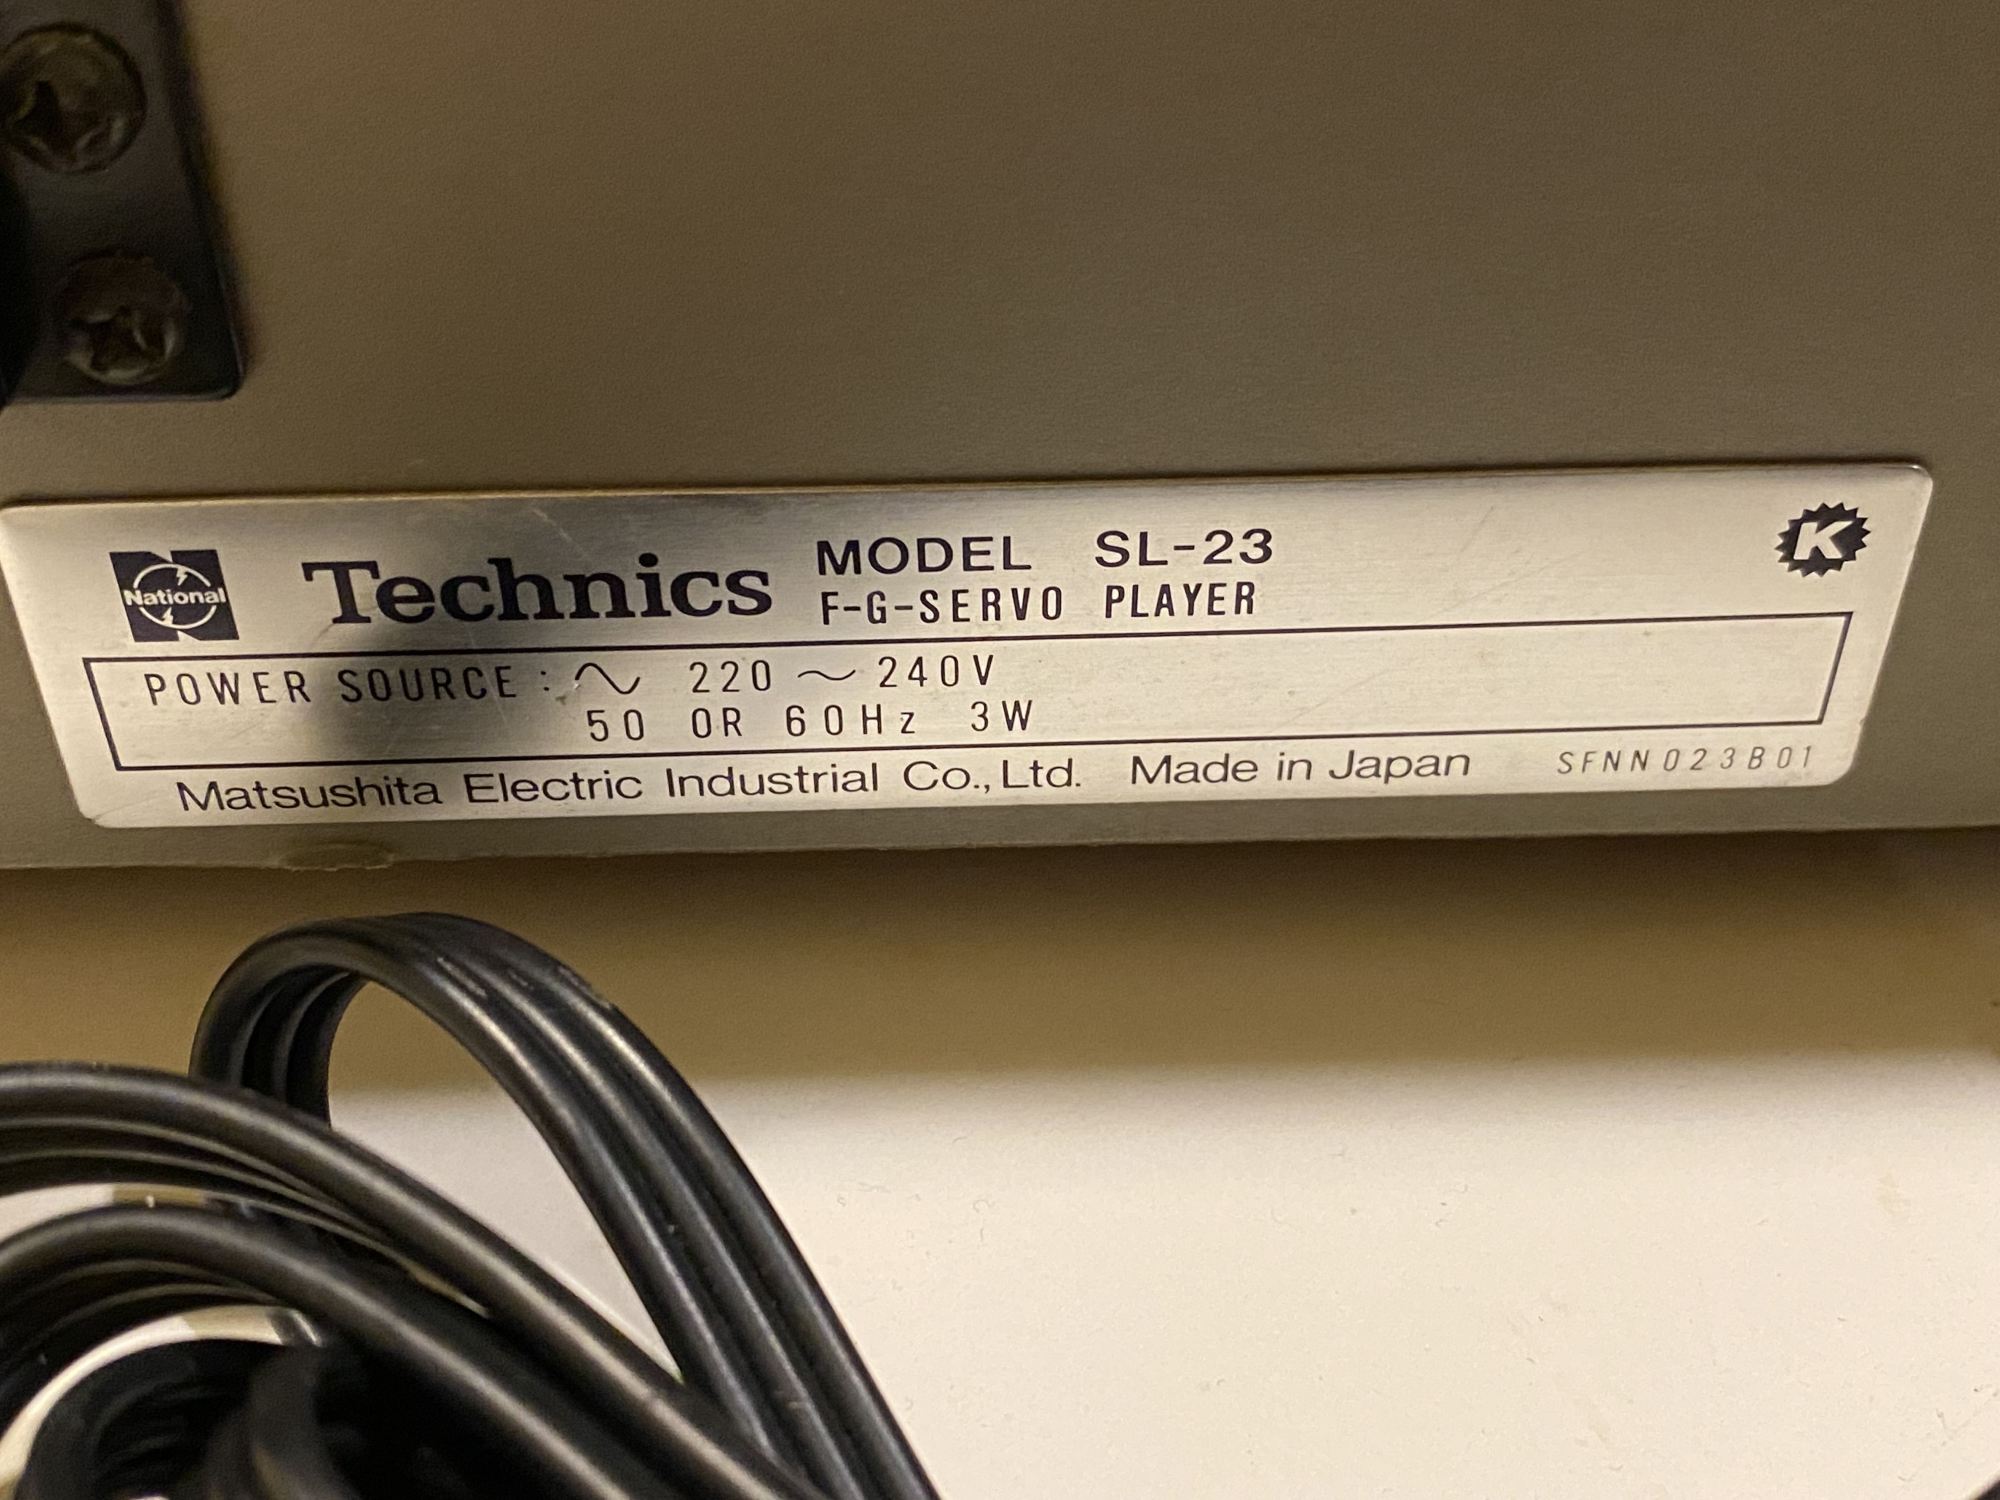 National Technics MODEL SL-23 K
F-G-SERVO PLAYER
POWER SOURCE : ∿ 220 ~ 240V
50 OR 60Hz 3W
Matsushita Electric Industrial Co., Ltd. Made in Japan SFNN023B01